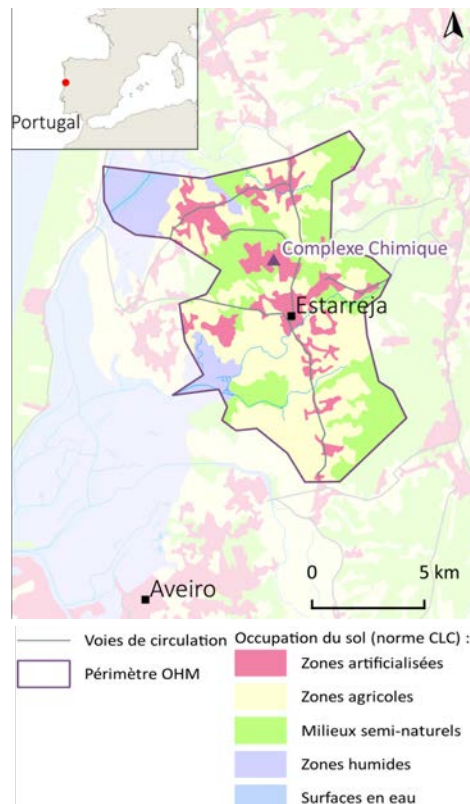 Portugal
Complexe Chimique
Estarreja
Aveiro
0 5 km
Voies de circulation
Périmètre OHM
Occupation du sol (norme CLC)
Zones artificialisées
Zones agricoles
Milieux semi-naturels
Zones humides
Surfaces en eau